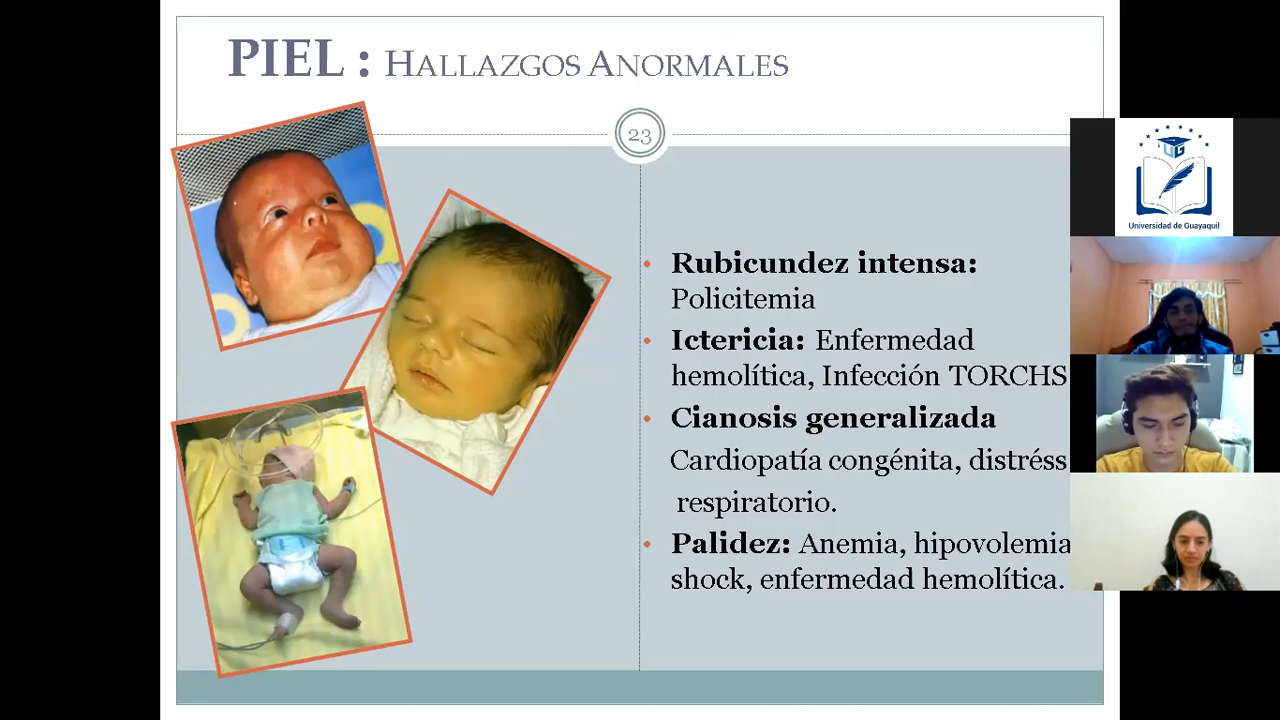 PIEL : HALLAZGOS ANORMALES
23
• Rubicundez intensa:
Policitemia
• Ictericia: Enfermedad
hemolítica, Infección TORCHS
• Cianosis generalizada
Cardiopatía congénita, distréss
respiratorio.
• Palidez: Anemia, hipovolemia
shock, enfermedad hemolítica.
UG
Universidad de Guayaquil